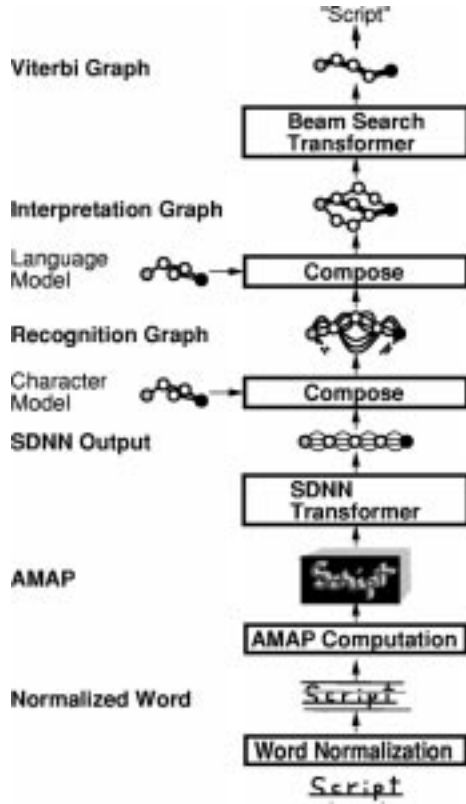 "Script"
Viterbi Graph
Beam Search
Transformer
Interpretation Graph
Language
Model
Compose
Recognition Graph
Character
Model
Compose
SDNN Output
SDNN
Transformer
AMAP
Script
AMAP Computation
Normalized Word
Script
Word Normalization
Script